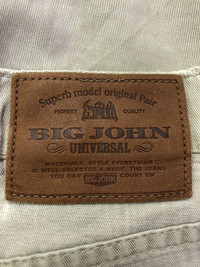 Superb model original Pair
HIGHEST QUALITY
BIG JOHN
UNIVERSAL
MATERIALS, STYLE EVERYTHING
IS WELL SELECTED & MADE. THE JEANS
YOU CAN BIG JOHN COUNT ON